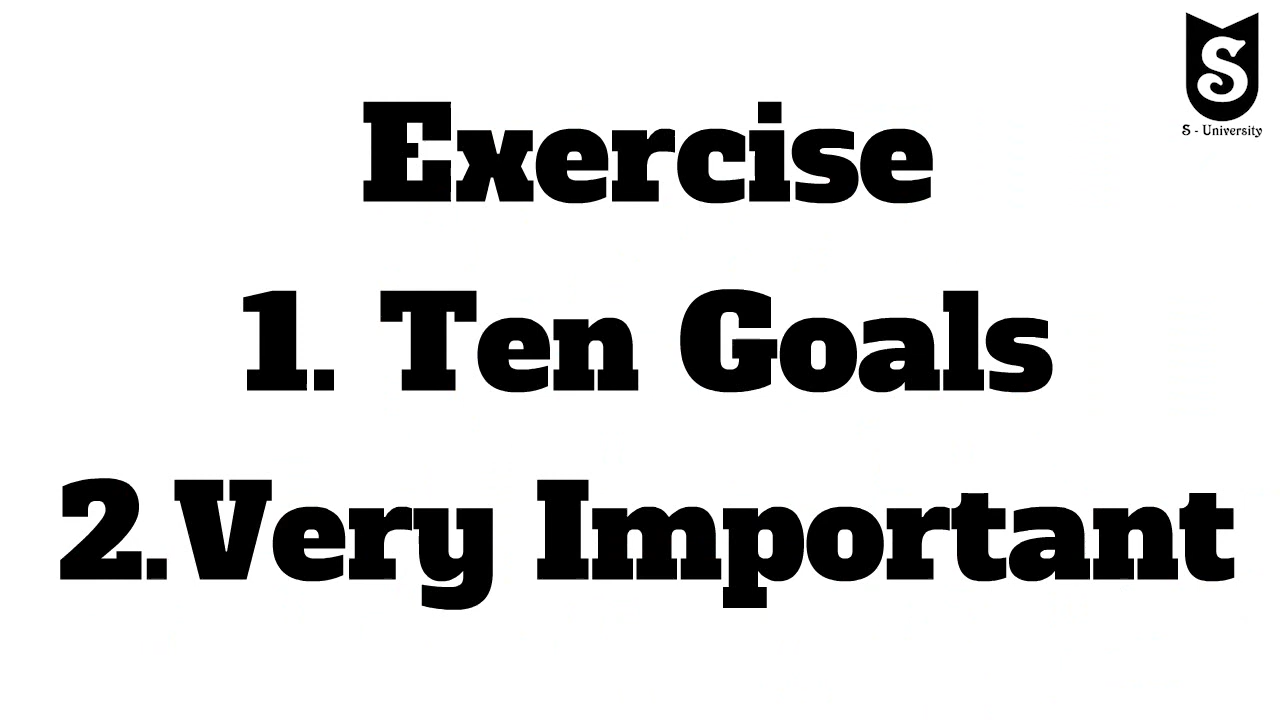 S
S - University
Exercise
1. Ten Goals
2.Very Important